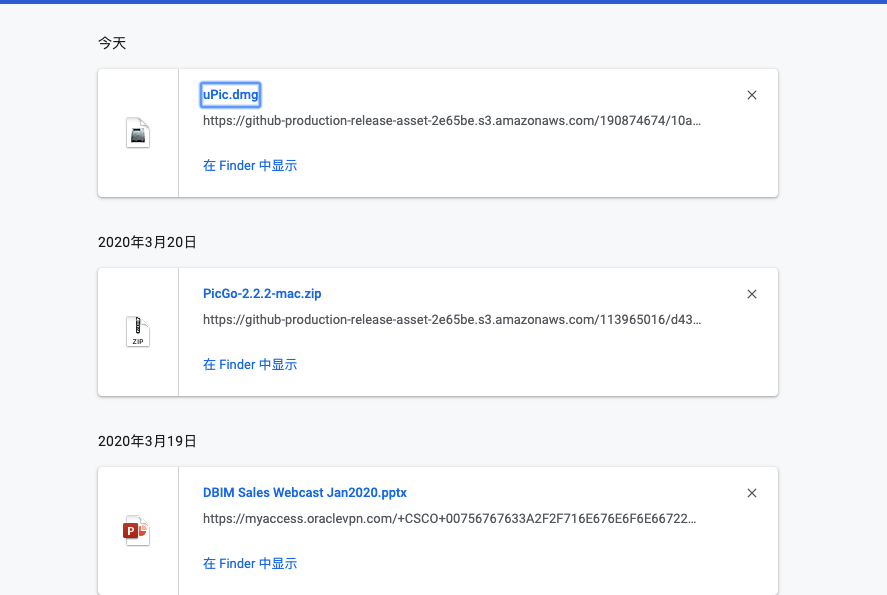 今天
uPic.dmg
https://github-production-release-asset-2e65be.s3.amazonaws.com/190874674/10a…
在 Finder 中显示
2020年3月20日
PicGo-2.2.2-mac.zip
https://github-production-release-asset-2e65be.s3.amazonaws.com/113965016/d43…
ZIP
在 Finder 中显示
2020年3月19日
DBIM Sales Webcast Jan2020.pptx
https://myaccess.oraclevpn.com/+CSCO+00756767633A2F2F716E676E6F6E66722…
P
在 Finder 中显示